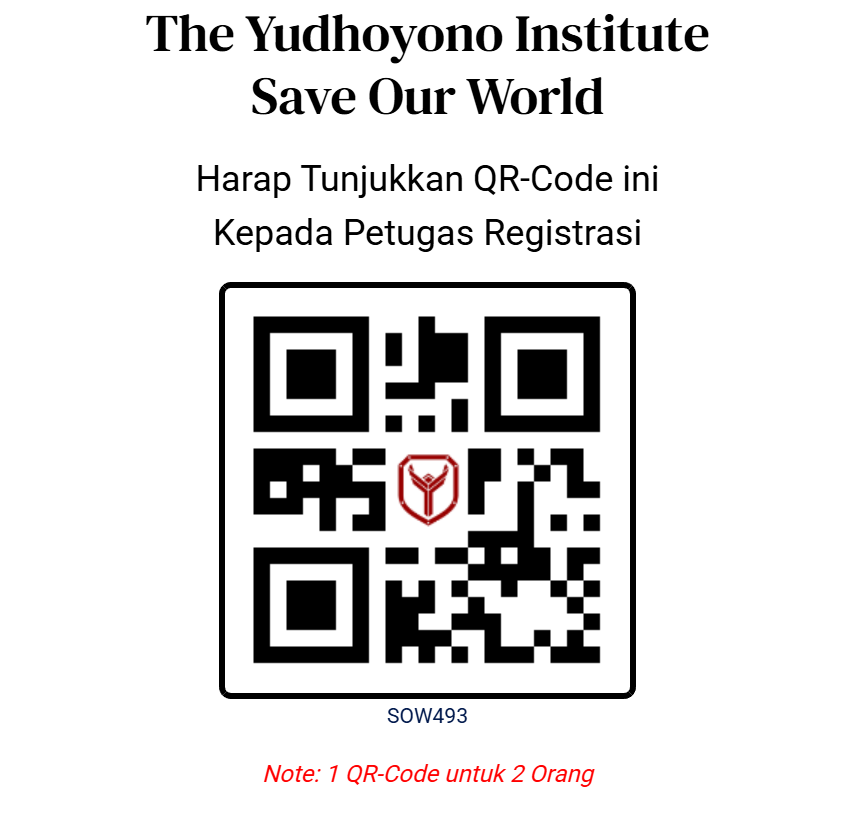 The Yudhoyono Institute
Save Our World
Harap Tunjukkan QR-Code ini
Kepada Petugas Registrasi
SOW493
Note: 1 QR-Code untuk 2 Orang